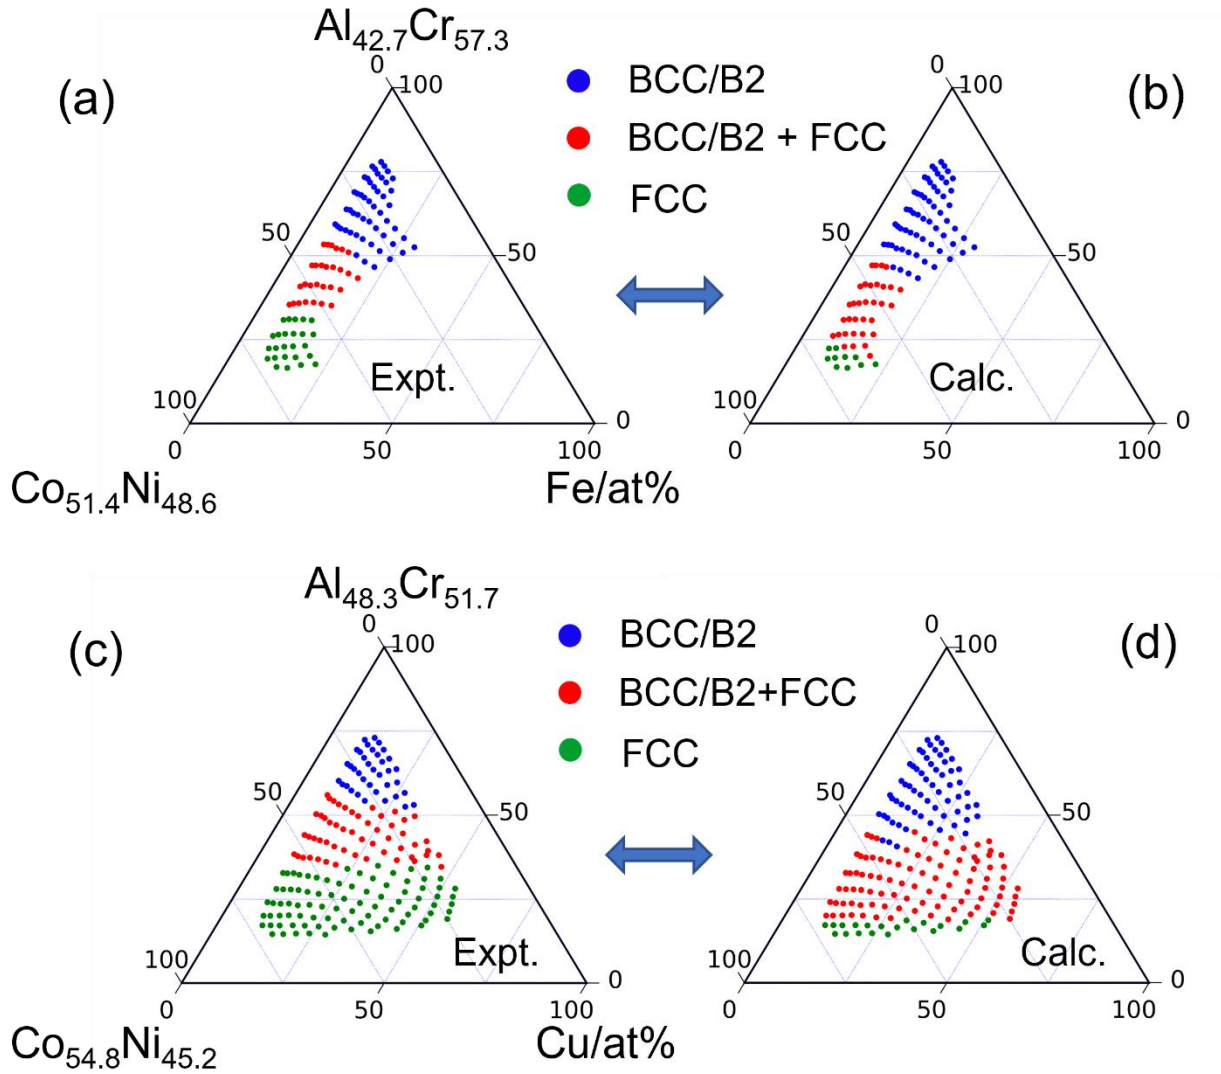 Al42.7Cr57.3
(a)
0
100
BCC/B2
BCC/B2 + FCC
FCC
0
100
(b)
50
50
50
50
Expt.
Calc.
100
0
100
0
0
50
100
0
50
100
Co51.4Ni48.6
Fe/at%
Al48.3Cr51.7
(c)
0
100
BCC/B2
BCC/B2+FCC
FCC
0
100
(d)
50
50
50
50
Expt.
Calc.
100
0
100
0
0
50
100
0
50
100
Co54.8Ni45.2
Cu/at%